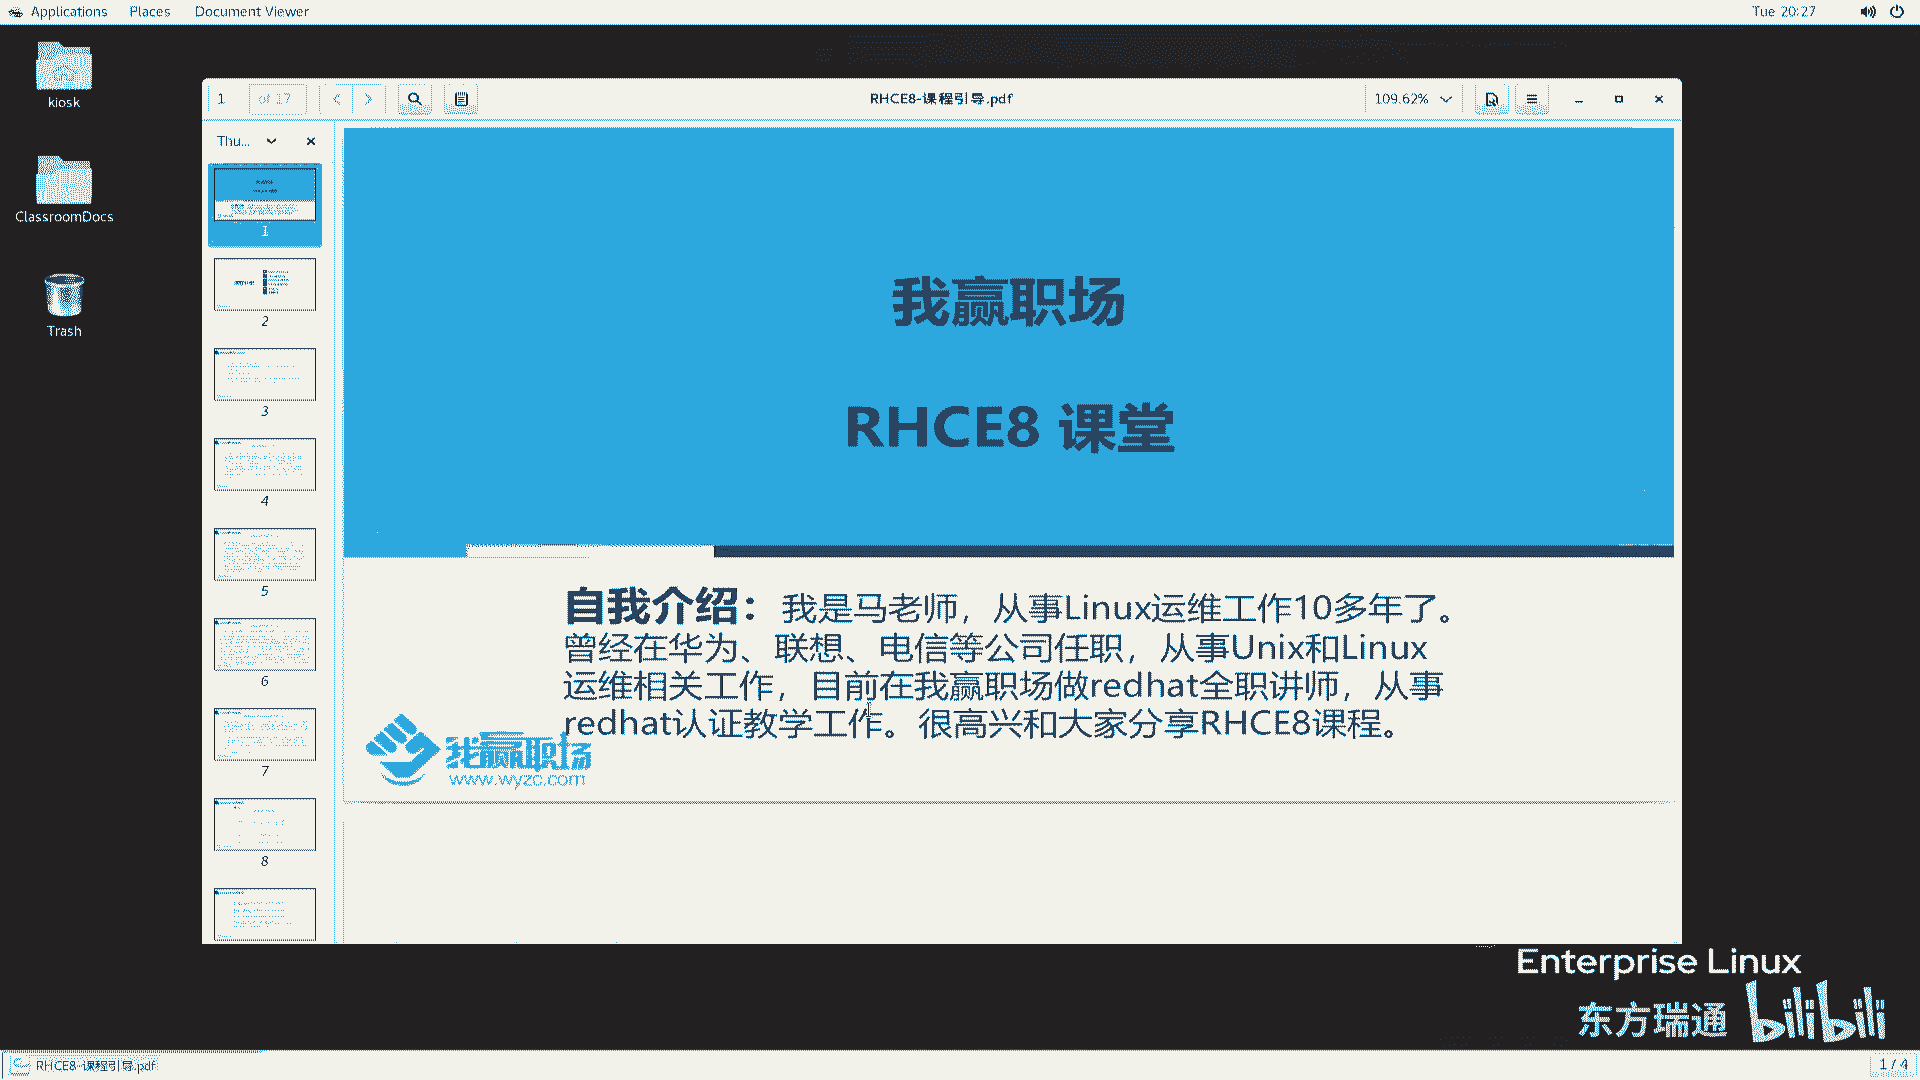 Applications Places Document Viewer Tue 20:27
kiosk
ClassroomDocs
Trash
1 of 17 RHCE8-课程引导.pdf 109.62%
Thu...
1
2
3
4
5
6
7
8
我赢职场
RHCE8 课堂
自我介绍：我是马老师，从事Linux运维工作10多年了。
曾经在华为、联想、电信等公司任职，从事Unix和Linux
运维相关工作，目前在我赢职场做redhat全职讲师，从事
redhat认证教学工作。很高兴和大家分享RHCE8课程。
我赢职场
www.wyzc.com
Enterprise Linux
东方瑞通 bilibili
RHCE8-课程引导.pdf 1 / 4